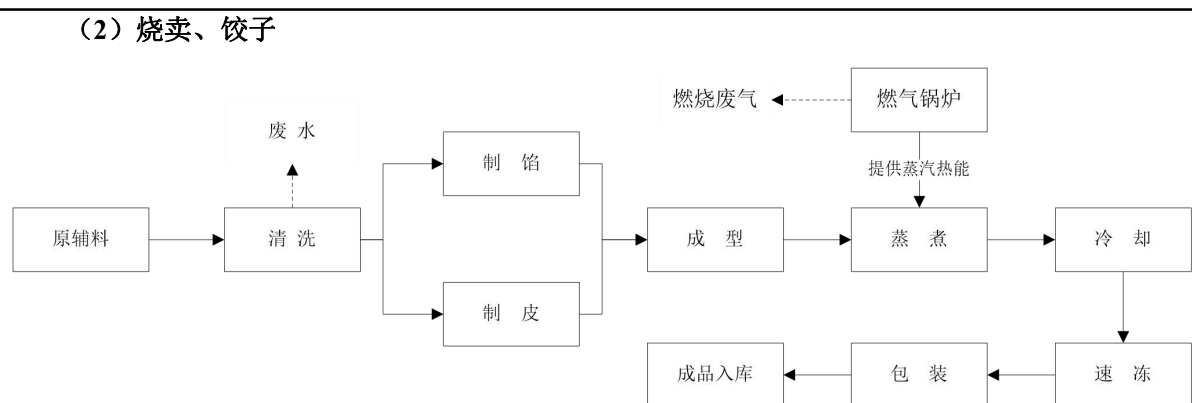 （2）烧卖、饺子
燃烧废气
燃气锅炉
废 水
制 馅
提供蒸汽热能
原辅料
清 洗
成 型
蒸 煮
冷 却
制 皮
成品入库
包 装
速 冻